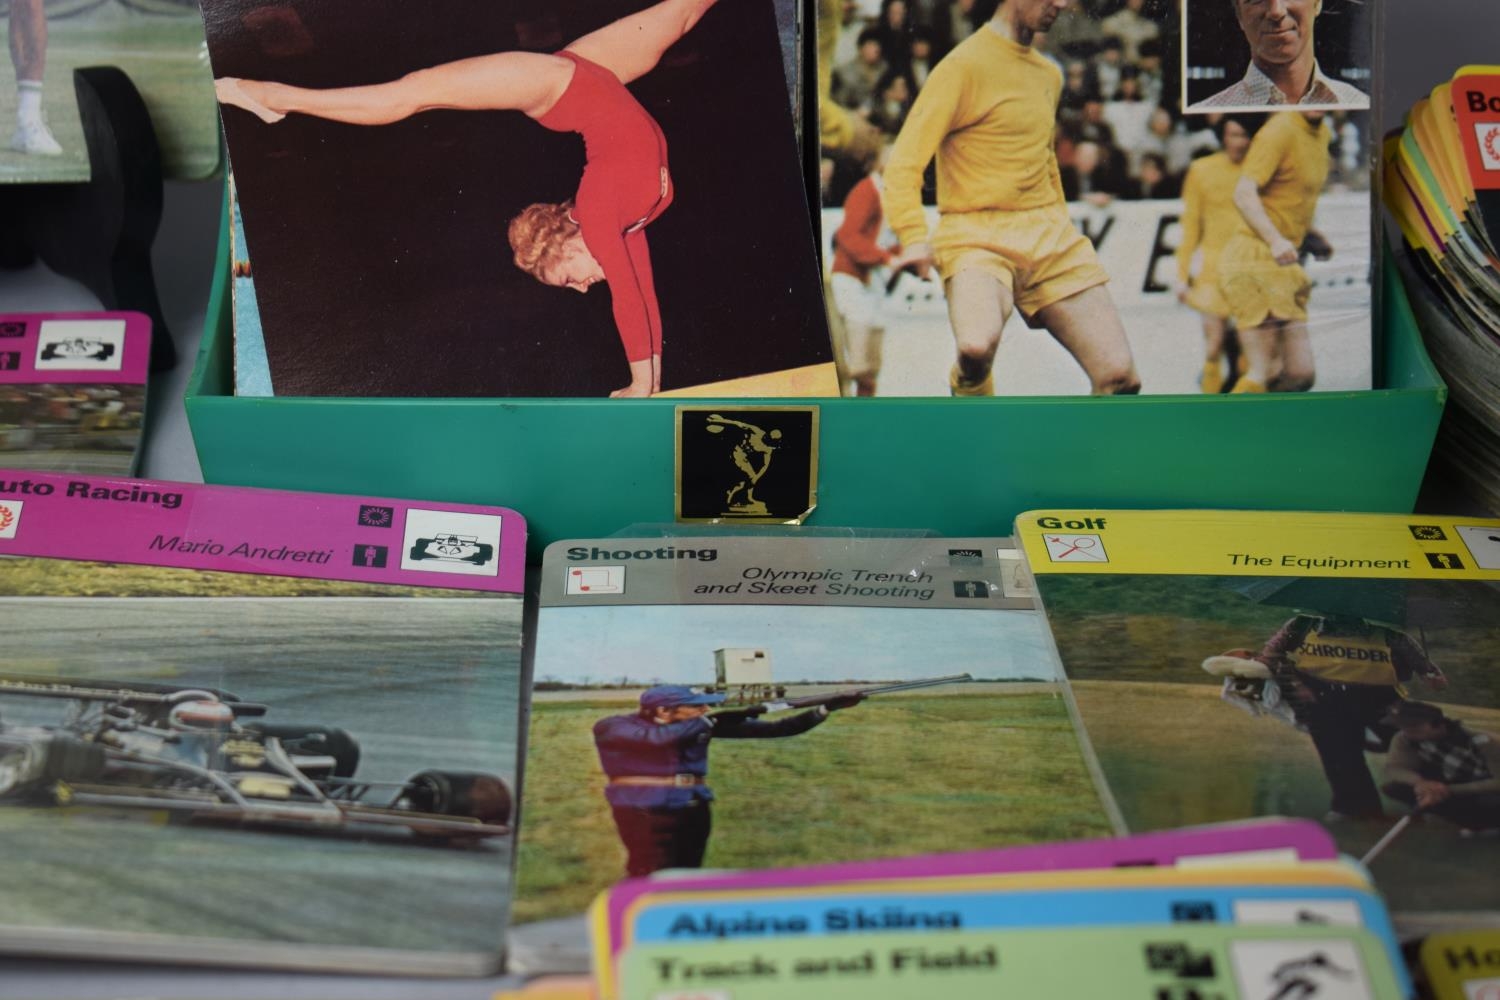 Auto Racing
Mario Andretti
Shooting
Olympic Trench
and Skeet Shooting
Golf
The Equipment
SCHROEDER
Alpine Skiing
Track and Field